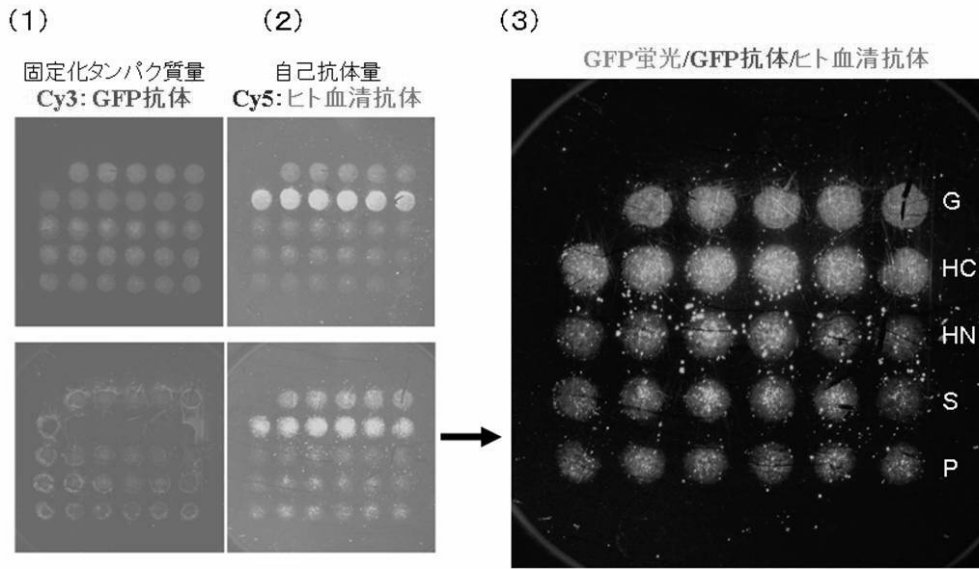 (1)
(2)
(3)
固定化タンパク質量
Cy3: GFP抗体
自己抗体量
Cy5: ヒト血清抗体
GFP蛍光/GFP抗体/ヒト血清抗体
G
HC
HN
S
P